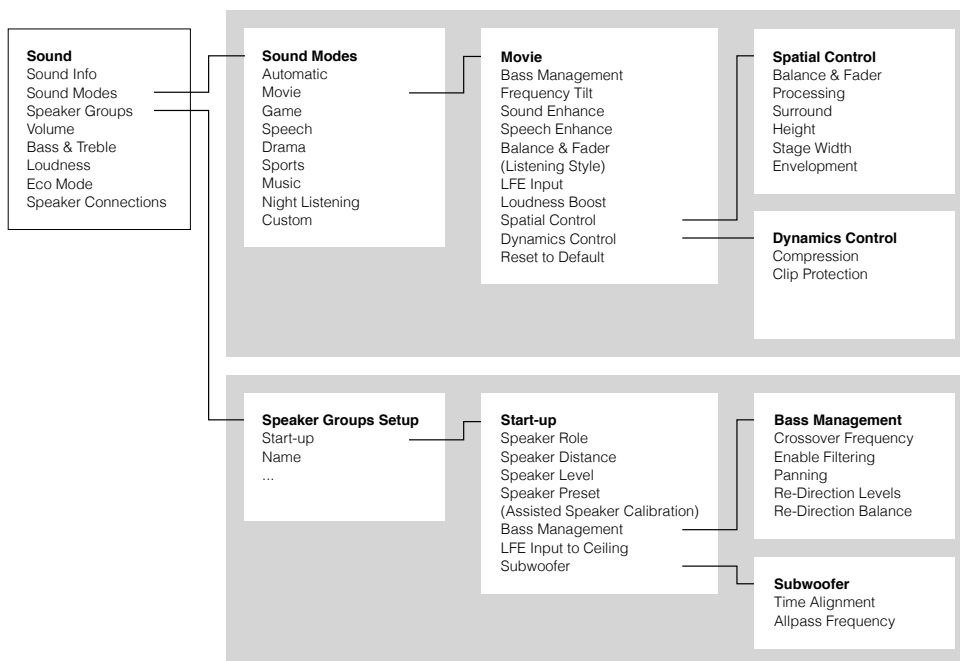 Sound
Sound Info
Sound Modes
Speaker Groups
Volume
Bass & Treble
Loudness
Eco Mode
Speaker Connections
Sound Modes
Automatic
Movie
Game
Speech
Drama
Sports
Music
Night Listening
Custom
Movie
Bass Management
Frequency Tilt
Sound Enhance
Speech Enhance
Balance & Fader
(Listening Style)
LFE Input
Loudness Boost
Spatial Control
Dynamics Control
Reset to Default
Spatial Control
Balance & Fader
Processing
Surround
Height
Stage Width
Envelopment
Dynamics Control
Compression
Clip Protection
Speaker Groups Setup
Start-up
Name
...
Start-up
Speaker Role
Speaker Distance
Speaker Level
Speaker Preset
(Assisted Speaker Calibration)
Bass Management
LFE Input to Ceiling
Subwoofer
Bass Management
Crossover Frequency
Enable Filtering
Panning
Re-Direction Levels
Re-Direction Balance
Subwoofer
Time Alignment
Allpass Frequency